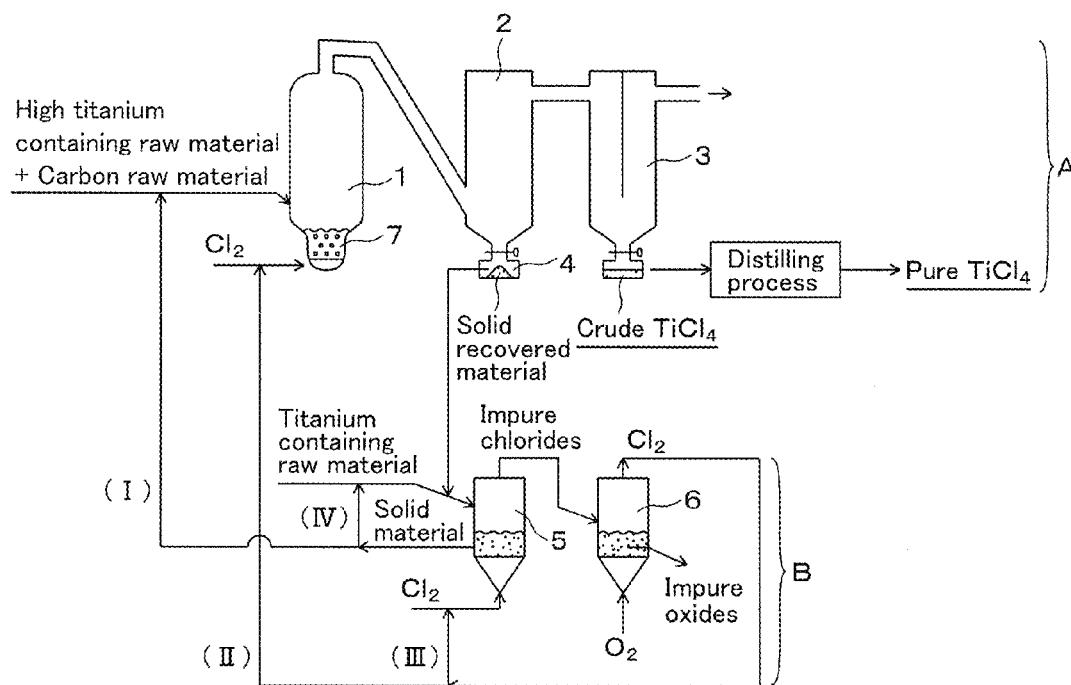 2
High titanium
containing raw material
+ Carbon raw material
1
3
A
7
Cl2
4
Distilling
process
Pure TiCl4
Solid
recovered
material
Crude TiCl4
Titanium
containing
raw material
Impure
chlorides
Cl2
(I)
(IV)
Solid
material
5
6
B
Cl2
Impure
oxides
O2
(II)
(III)